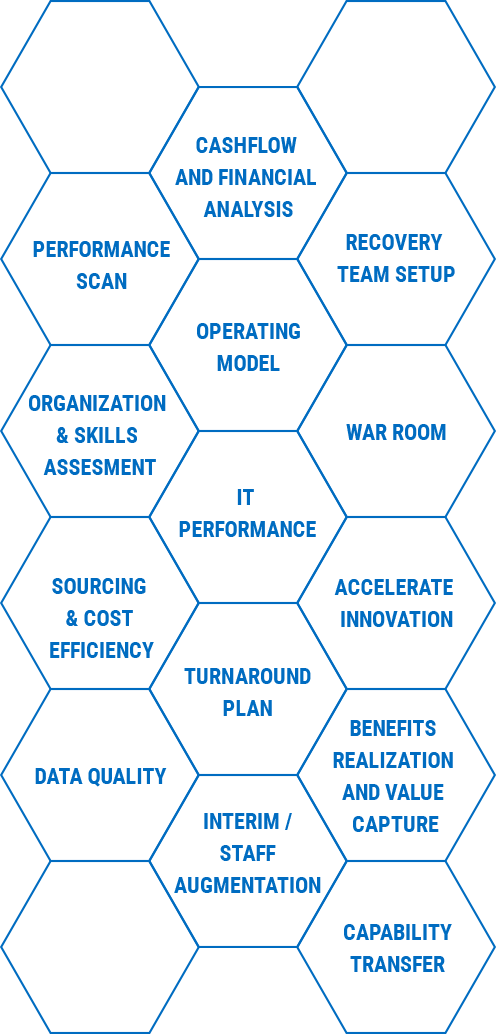 CASHFLOW
AND FINANCIAL
ANALYSIS
PERFORMANCE
SCAN
RECOVERY
TEAM SETUP
OPERATING
MODEL
ORGANIZATION
& SKILLS
ASSESMENT
WAR ROOM
IT
PERFORMANCE
SOURCING
& COST
EFFICIENCY
ACCELERATE
INNOVATION
TURNAROUND
PLAN
DATA QUALITY
BENEFITS
REALIZATION
AND VALUE
CAPTURE
INTERIM /
STAFF
AUGMENTATION
CAPABILITY
TRANSFER